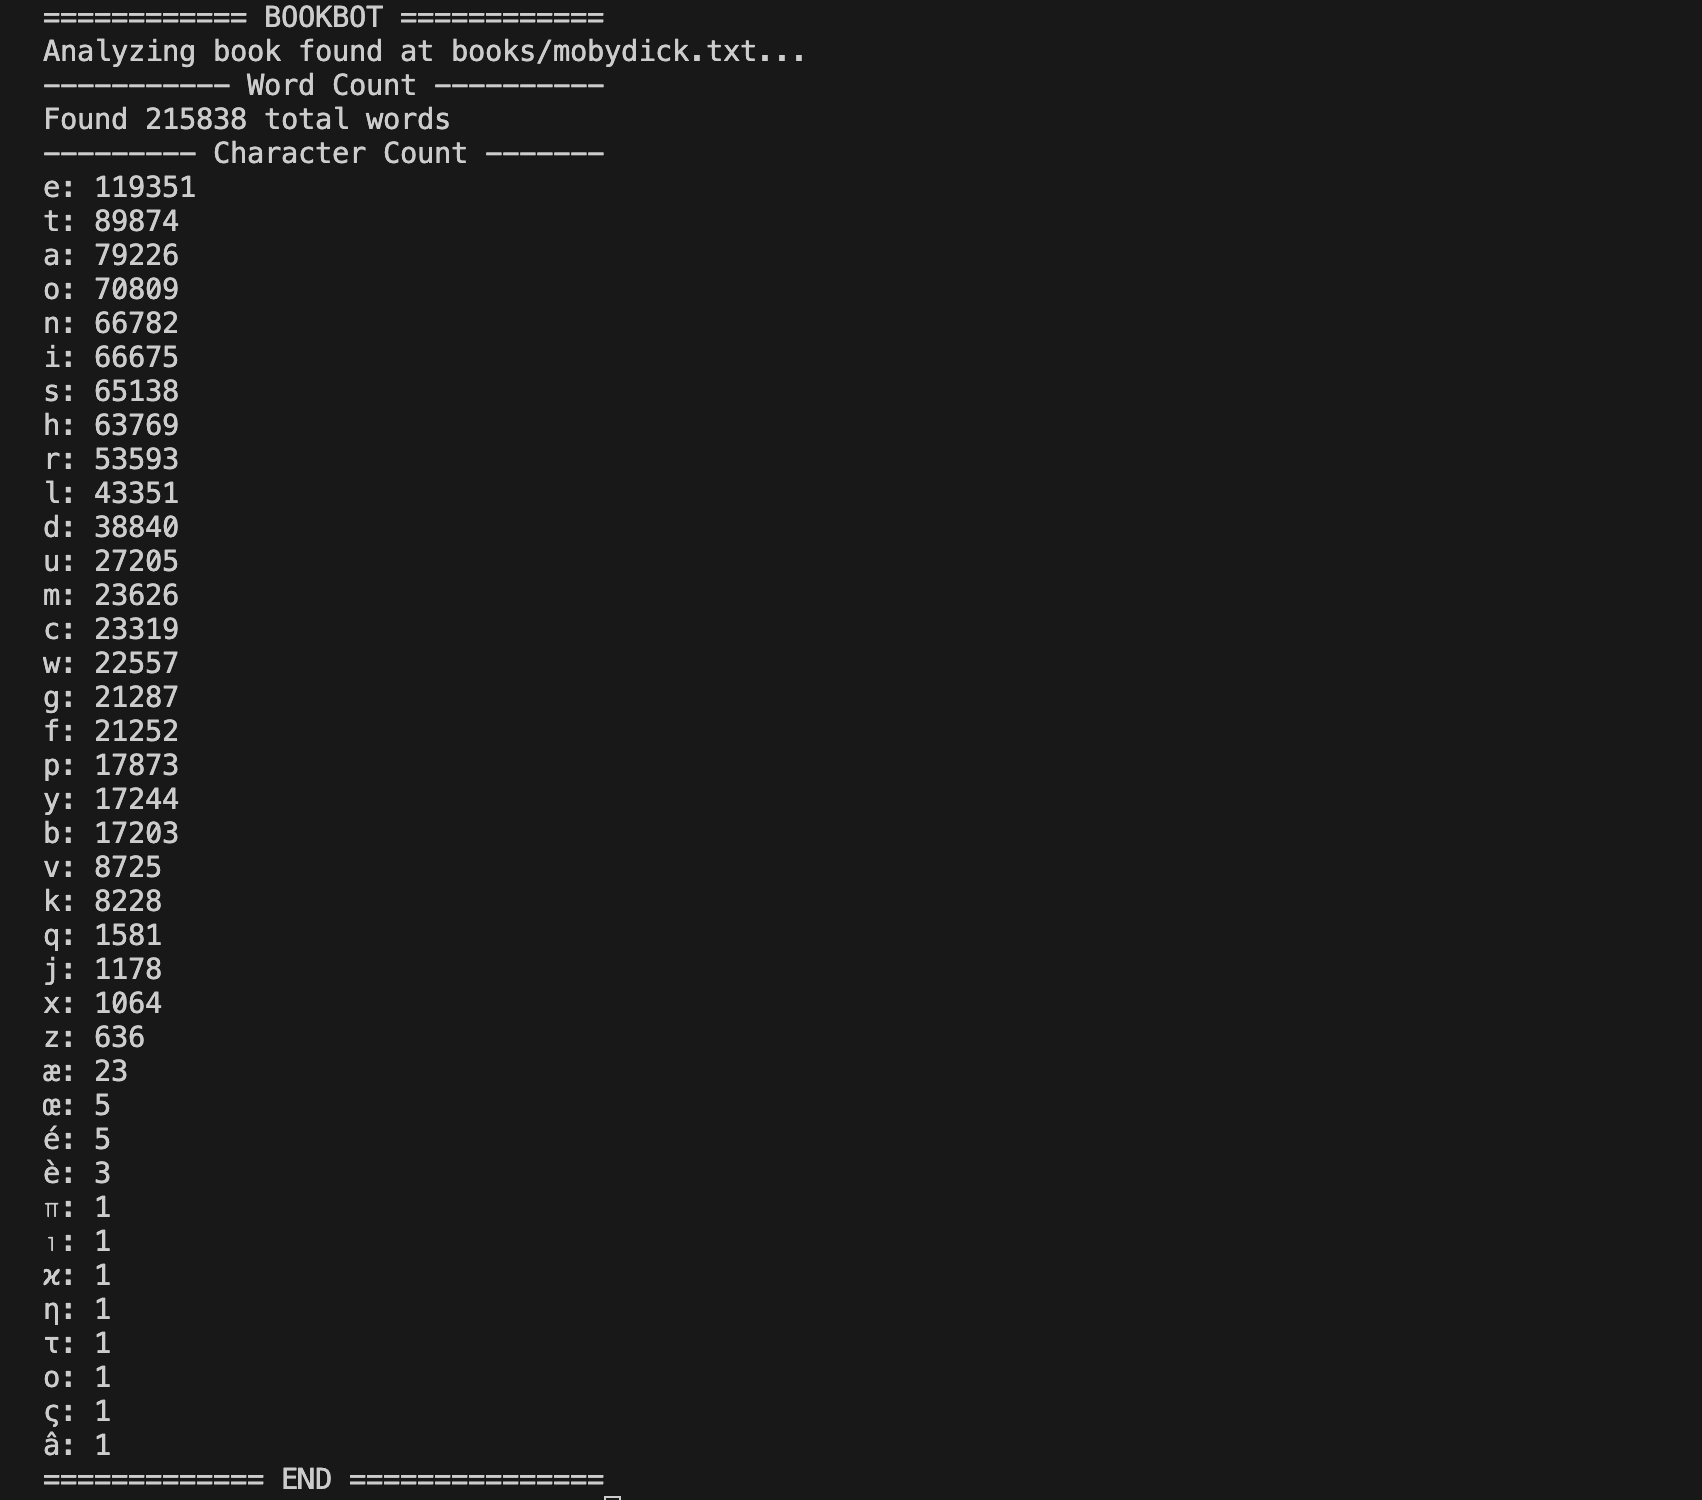 ============ BOOKBOT ============
Analyzing book found at books/mobydick.txt...
----------- Word Count ----------
Found 215838 total words
--------- Character Count -------
e: 119351
t: 89874
a: 79226
o: 70809
n: 66782
i: 66675
s: 65138
h: 63769
r: 53593
l: 43351
d: 38840
u: 27205
m: 23626
c: 23319
w: 22557
g: 21287
f: 21252
p: 17873
y: 17244
b: 17203
v: 8725
k: 8228
q: 1581
j: 1178
x: 1064
z: 636
æ: 23
œ: 5
é: 5
è: 3
π: 1
ι: 1
ϰ: 1
η: 1
τ: 1
ο: 1
ς: 1
â: 1
============= END ===============